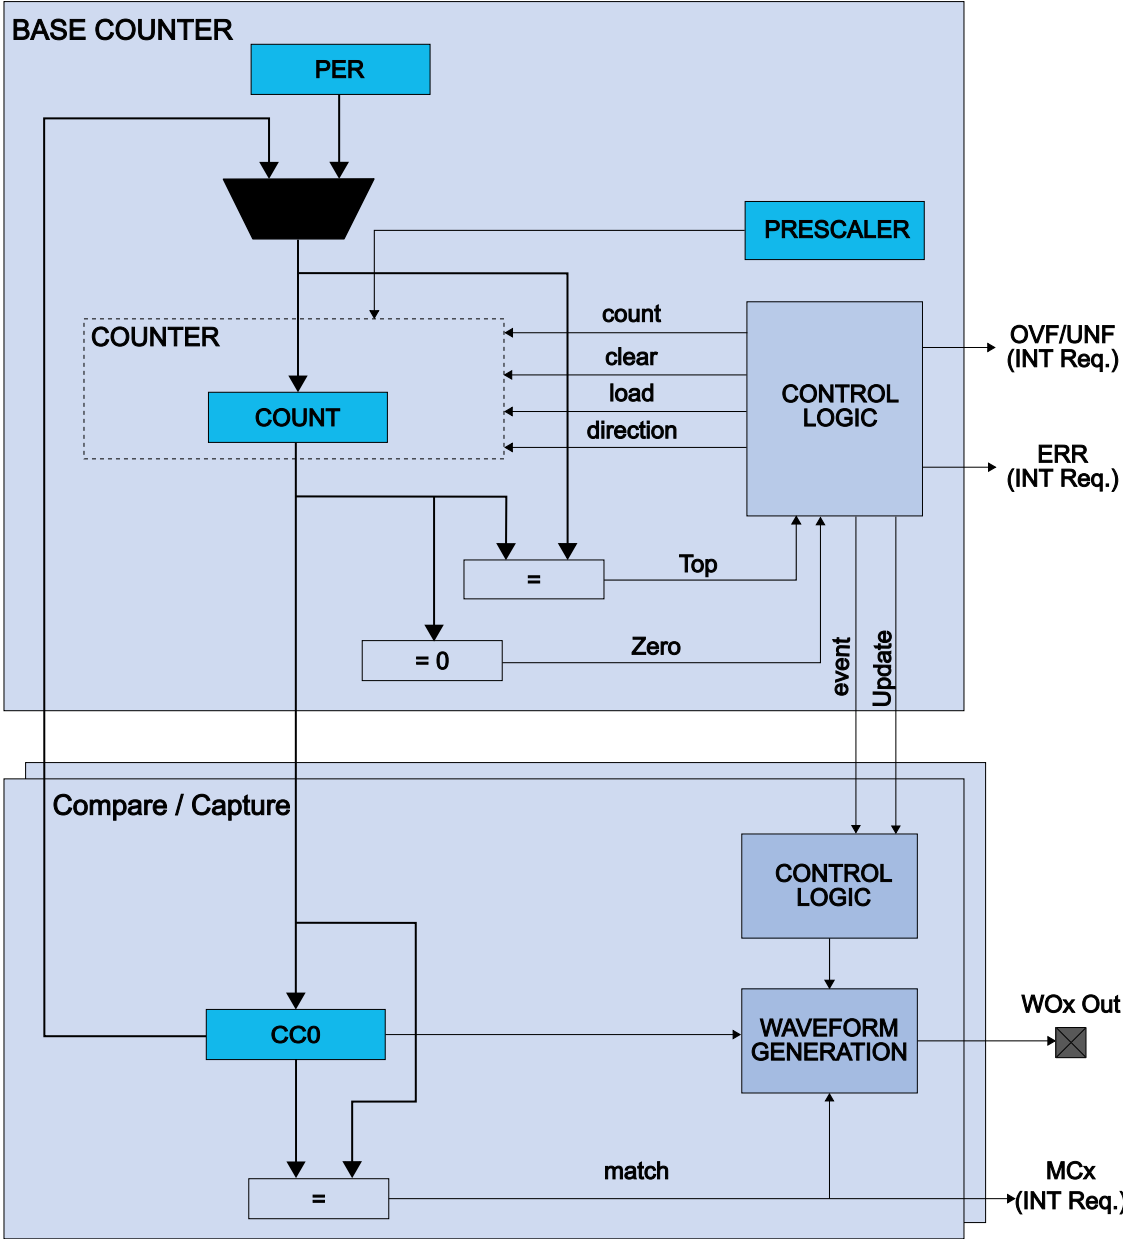 BASE COUNTER
PER
PRESCALER
COUNTER
count
OVF/UNF
(INT Req.)
clear
load
CONTROL
LOGIC
COUNT
direction
ERR
(INT Req.)
=
Top
= 0
Zero
event
Update
Compare / Capture
CONTROL
LOGIC
CC0
WAVEFORM
GENERATION
WOx Out
=
match
MCx
(INT Req.)